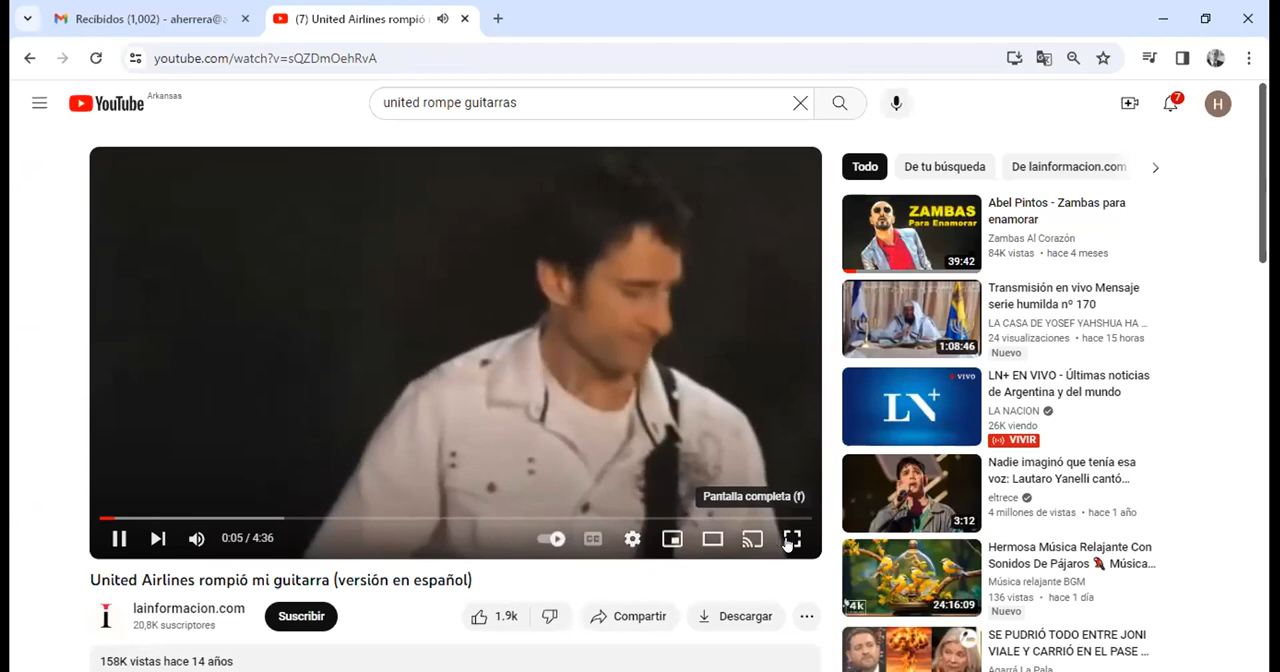 Recibidos (1,002) - aherrera@
(7) United Airlines rompió
youtube.com/watch?v=sQZDmOehRvA
YouTube
Arkansas
united rompe guitarras
7
H
Todo
De tu búsqueda
De lainformacion.com
ZAMBAS
Para Enamorar
39:42
Abel Pintos - Zambas para
enamorar
Zambas Al Corazón
84K vistas • hace 4 meses
1:08:46
Transmisión en vivo Mensaje
serie humilda nº 170
LA CASA DE YOSEF YAHSHUA HA ...
24 visualizaciones • hace 15 horas
Nuevo
VIVO
LN+
LN+ EN VIVO - Últimas noticias
de Argentina y del mundo
LA NACION
26K viendo
VIVIR
3:12
Nadie imaginó que tenía esa
voz: Lautaro Yanelli cantó...
eltrece
4 millones de vistas • hace 1 año
4k
24:16:09
Hermosa Música Relajante Con
Sonidos De Pájaros Música...
Música relajante BGM
136 vistas • hace 1 día
Nuevo
SE PUDRIÓ TODO ENTRE JONI
VIALE Y CARRIÓ EN EL PASE ...
Agarrá La Pala
Pantalla completa (f)
0:05 / 4:36
CC
United Airlines rompió mi guitarra (versión en español)
i
lainformacion.com
20,8K suscriptores
Suscribir
1.9k
Compartir
Descargar
158K vistas hace 14 años